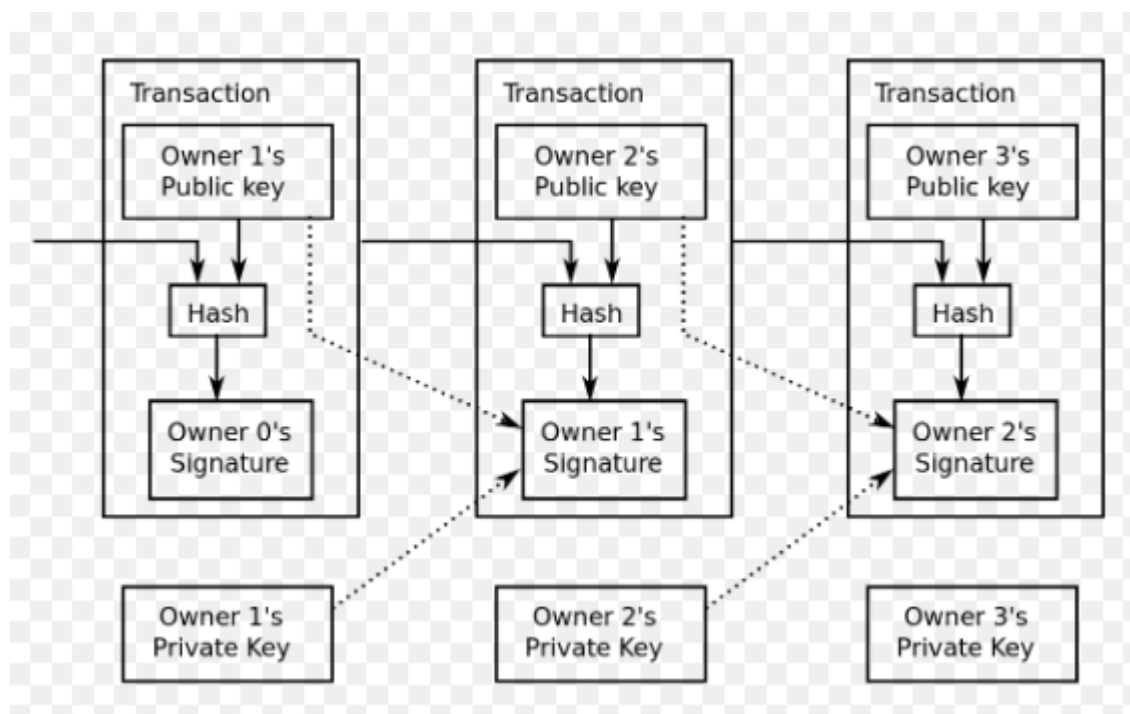 Transaction
Owner 1's
Public key
Hash
Owner 0's
Signature
Transaction
Owner 2's
Public key
Hash
Owner 1's
Signature
Transaction
Owner 3's
Public key
Hash
Owner 2's
Signature
Owner 1's
Private Key
Owner 2's
Private Key
Owner 3's
Private Key